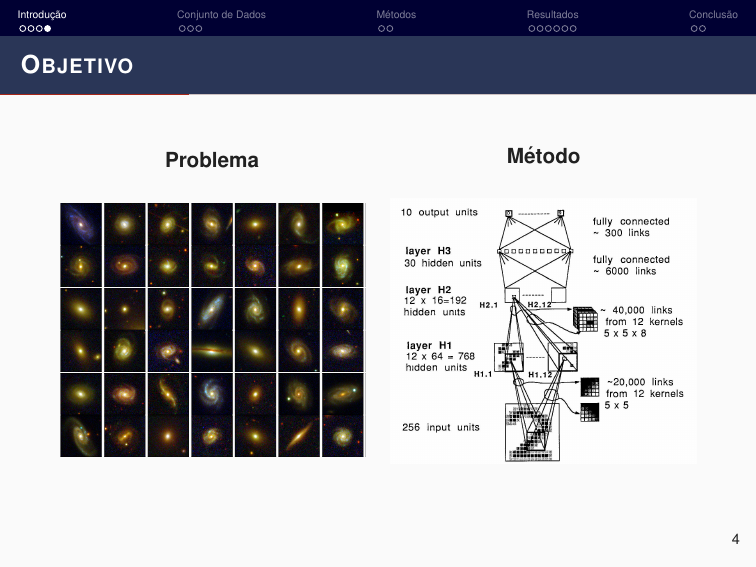 Introdução
Conjunto de Dados
Métodos
Resultados
Conclusão
OBJETIVO
Problema
Método
10 output units
fully connected
~ 300 links
layer H3
30 hidden units
fully connected
~ 6000 links
layer H2
12 x 16=192
hidden units
H2.1
H2.12
~ 40,000 links
from 12 kernels
5 x 5 x 8
layer H1
12 x 64 = 768
hidden units
H1.1
H1.12
~20,000 links
from 12 kernels
5 x 5
256 input units
4